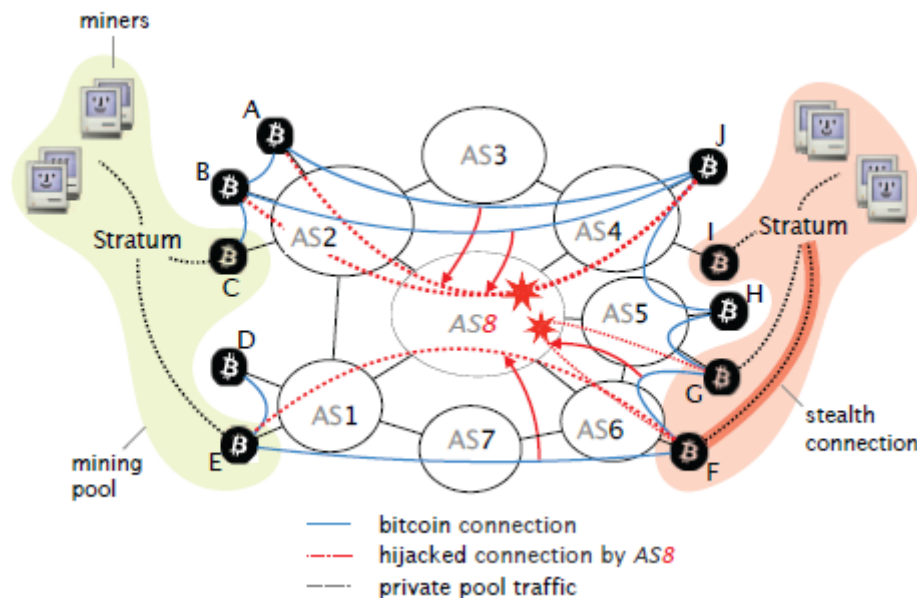 miners
A
J
AS3
B
Stratum
AS2
AS4
I
Stratum
C
H
AS8
AS5
D
G
AS1
AS7
AS6
stealth
connection
E
F
mining
pool
bitcoin connection
hijacked connection by AS8
private pool traffic